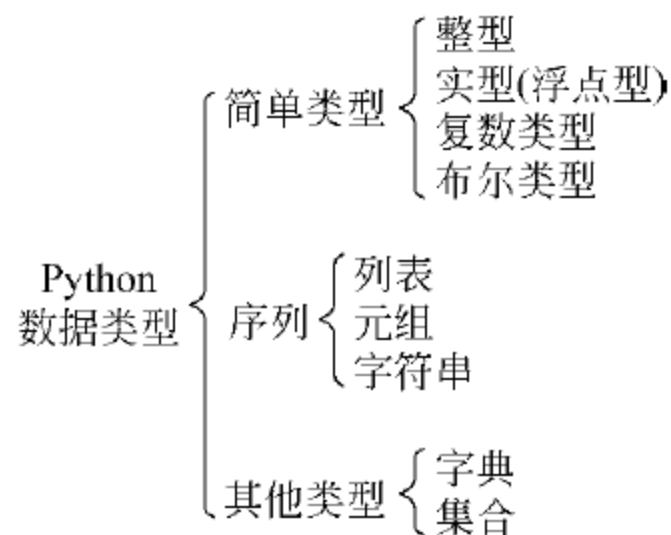 Python
数据类型
简单类型
整型
实型(浮点型)
复数类型
布尔类型
序列
列表
元组
字符串
其他类型
字典
集合